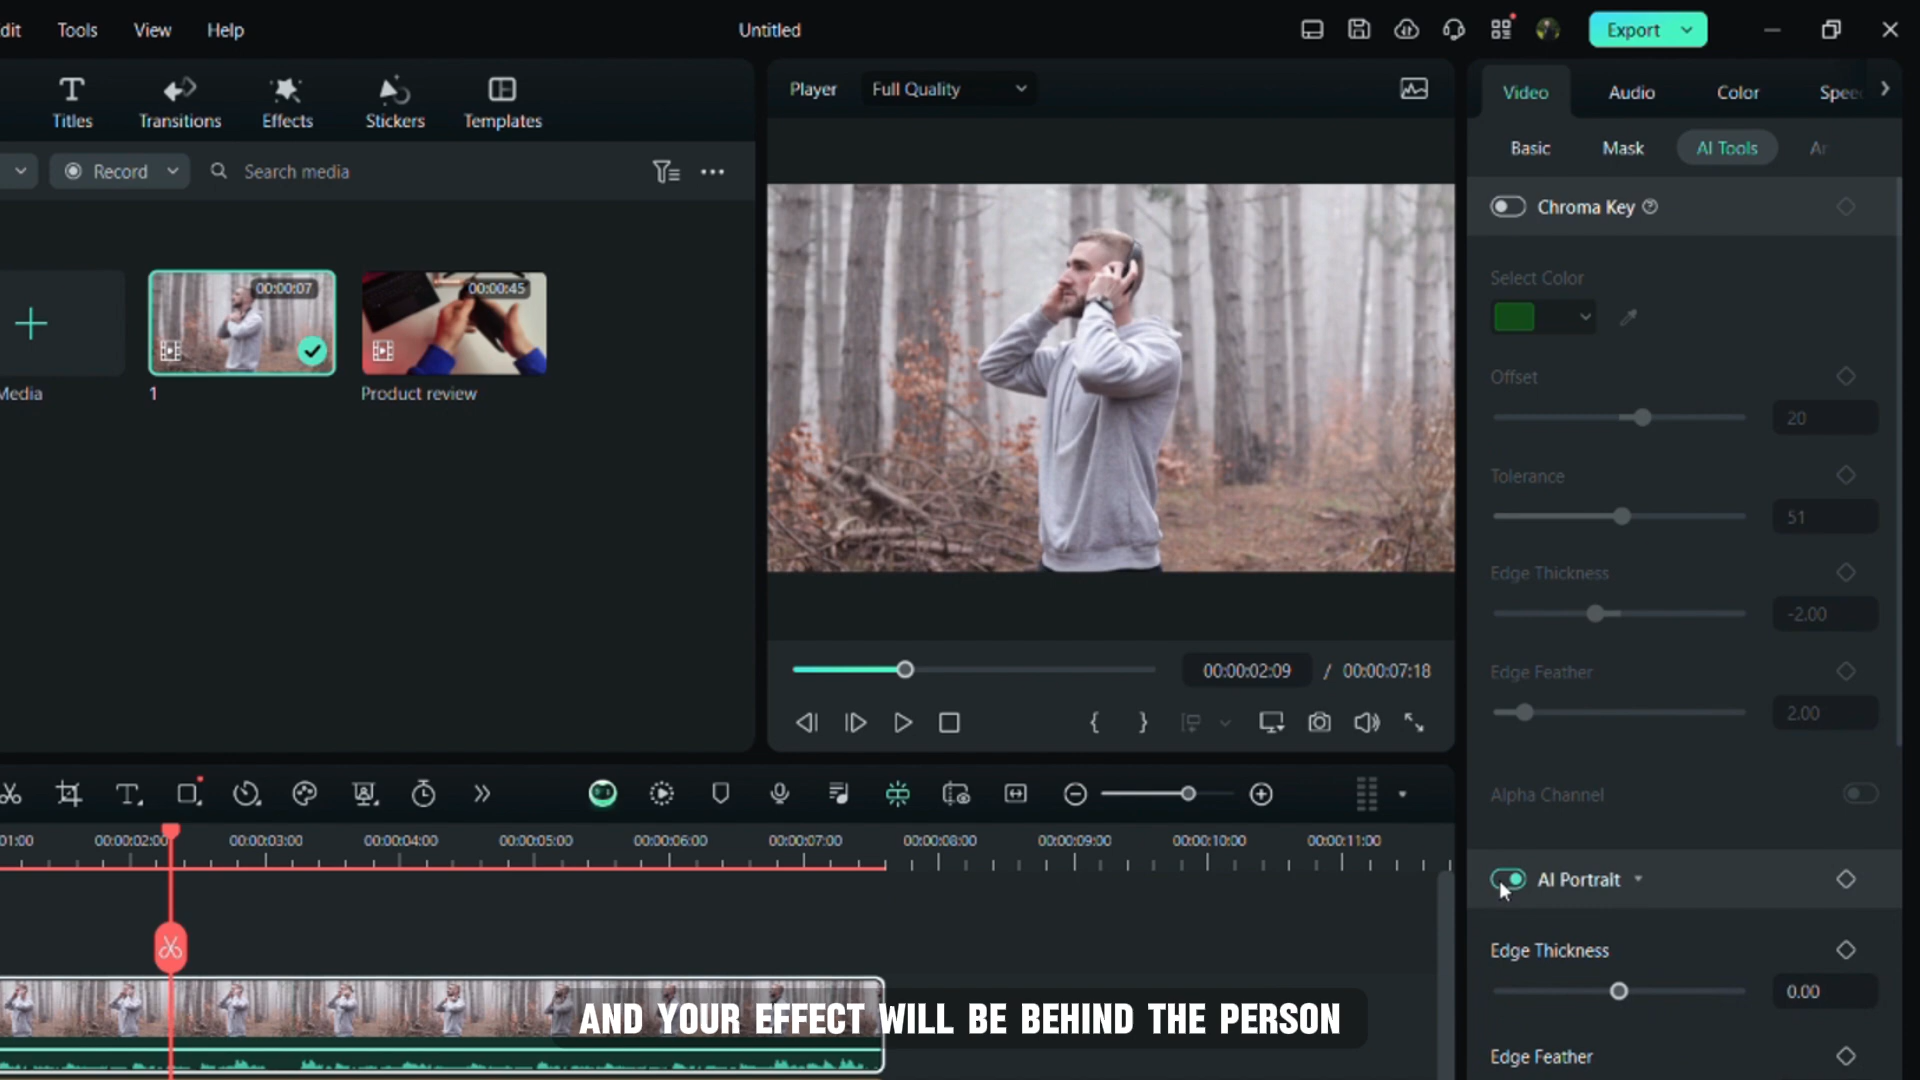 dit Tools View Help
Untitled
Export
Titles Transitions Effects Stickers Templates
Player Full Quality
Video Audio Color Spee
Basic Mask AI Tools Ar
Record Search media
Chroma Key
00:00:07
00:00:45
Media 1 Product review
Select Color
Offset
20
Tolerance
51
Edge Thickness
-2.00
Edge Feather
2.00
00:00:02:09 / 00:00:07:18
Alpha Channel
01:00 00:00:02:00 00:00:03:00 00:00:04:00 00:00:05:00 00:00:06:00 00:00:07:00 00:00:08:00 00:00:09:00 00:00:10:00 00:00:11:00
AI Portrait
Edge Thickness
0.00
AND YOUR EFFECT WILL BE BEHIND THE PERSON
Edge Feather